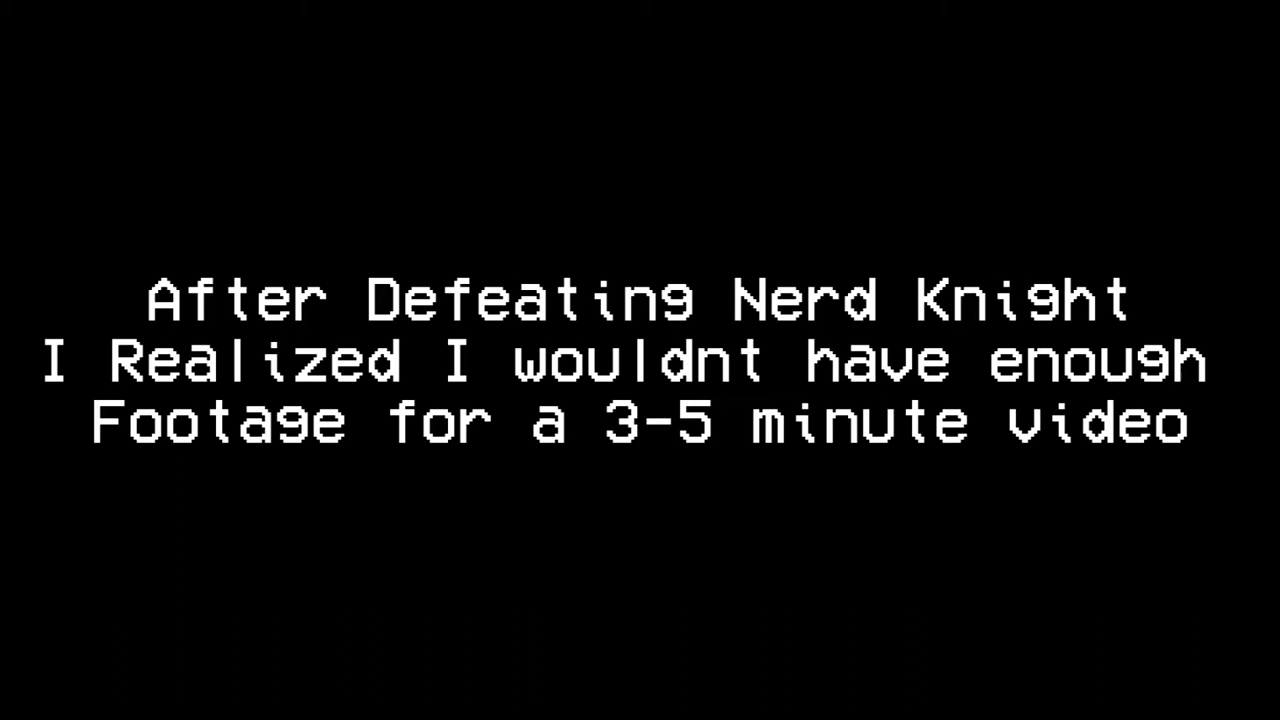 After Defeating Nerd Knight
I Realized I wouldnt have enough
Footage for a 3-5 minute video